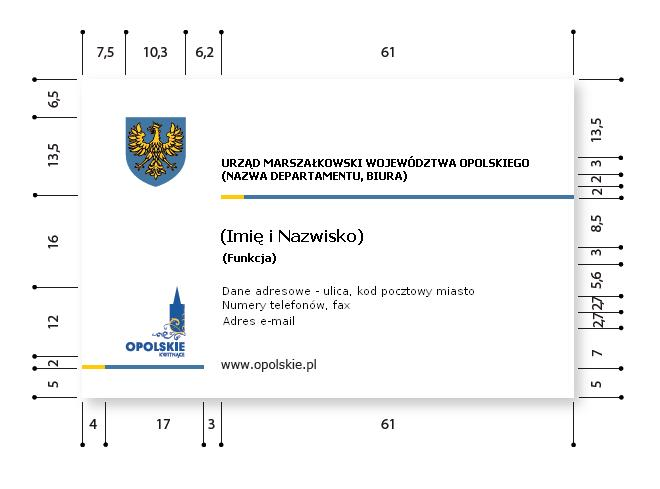 7,5 10,3 6,2 61
6,5
13,5
16
12
2
5
URZĄD MARSZAŁKOWSKI WOJEWÓDZTWA OPOLSKIEGO
(NAZWA DEPARTAMENTU, BIURA)
(Imię i Nazwisko)
(Funkcja)
Dane adresowe - ulica, kod pocztowy miasto
Numery telefonów, fax
Adres e-mail
OPOLSKIE
KWITNĄCE
www.opolskie.pl
13,5
3
2
2
8,5
3
5,6
2,7
2,7
7
5
4 17 3 61